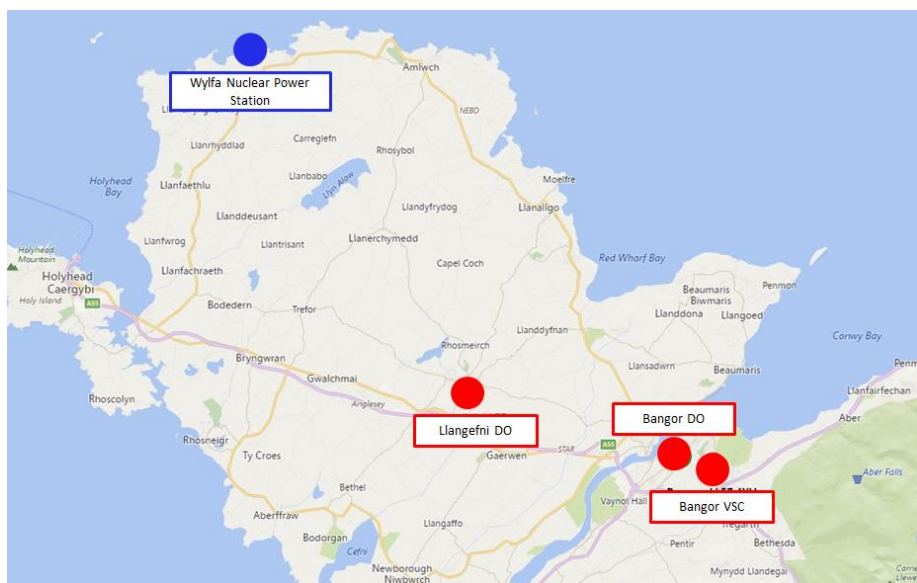 Wylfa Nuclear Power
Station
Amlwch
NEBO
Carreglefn
Llanrhyddlad
Rhosybol
Holyhead
Bay
Llanfaethlu
Llanbabo
Llyn Alaw
Moelfre
Llanddeusant
Llandyfrydog
Llanallgo
Llanfwrog
Llantrisant
Llanerchymedd
Holyhead
Mountain
Holyhead
Caergybi
Holy Island
A55
Llanfachraeth
Capel Coch
Red Wharf Bay
Bodedern
Trefor
Beaumaris
Biwmaris
Penmon
Llanddona
Llangoed
Conwy Bay
Llanddyfnan
Rhosmeirch
Bryngwran
Gwalchmai
Llansadwrn
Beaumaris
Penm
Llanfairfechan
Rhoscolyn
Anglesey
Llangefni DO
Bangor DO
Aber
Rhosneigr
Ty Croes
Gaerwen
STAR
A55
Aber Falls
Bethel
Vaynol Hall
Bangor VSC
Aberffraw
Llangaffo
Tregarth
Bodorgan
Pentir
Bethesda
Cefni
Newborough
Niwbwrch
Mynydd Llandegai
Carne
Llewe